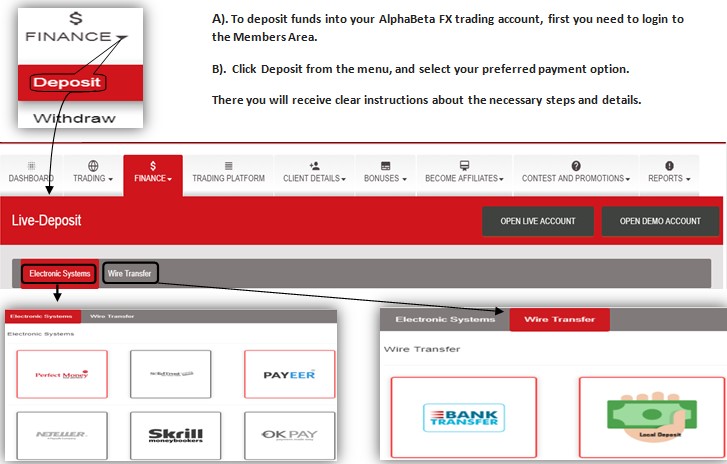 $
FINANCE
Deposit
Withdraw
A). To deposit funds into your AlphaBeta FX trading account, first you need to login to
the Members Area.
B). Click Deposit from the menu, and select your preferred payment option.
There you will receive clear instructions about the necessary steps and details.
DASHBOARD TRADING $ FINANCE TRADING PLATFORM CLIENT DETAILS BONUSES BECOME AFFILIATES CONTEST AND PROMOTIONS REPORTS
Live-Deposit
OPEN LIVE ACCOUNT OPEN DEMO ACCOUNT
Electronic Systems Wire Transfer
Electronic Systems Wire Transfer
Electronic Systems
Perfect Money
PAYEER
NETELLER
Skrill
moneybookers
OKPAY
Electronic Systems Wire Transfer
Wire Transfer
BANK
TRANSFER
Local Deposit